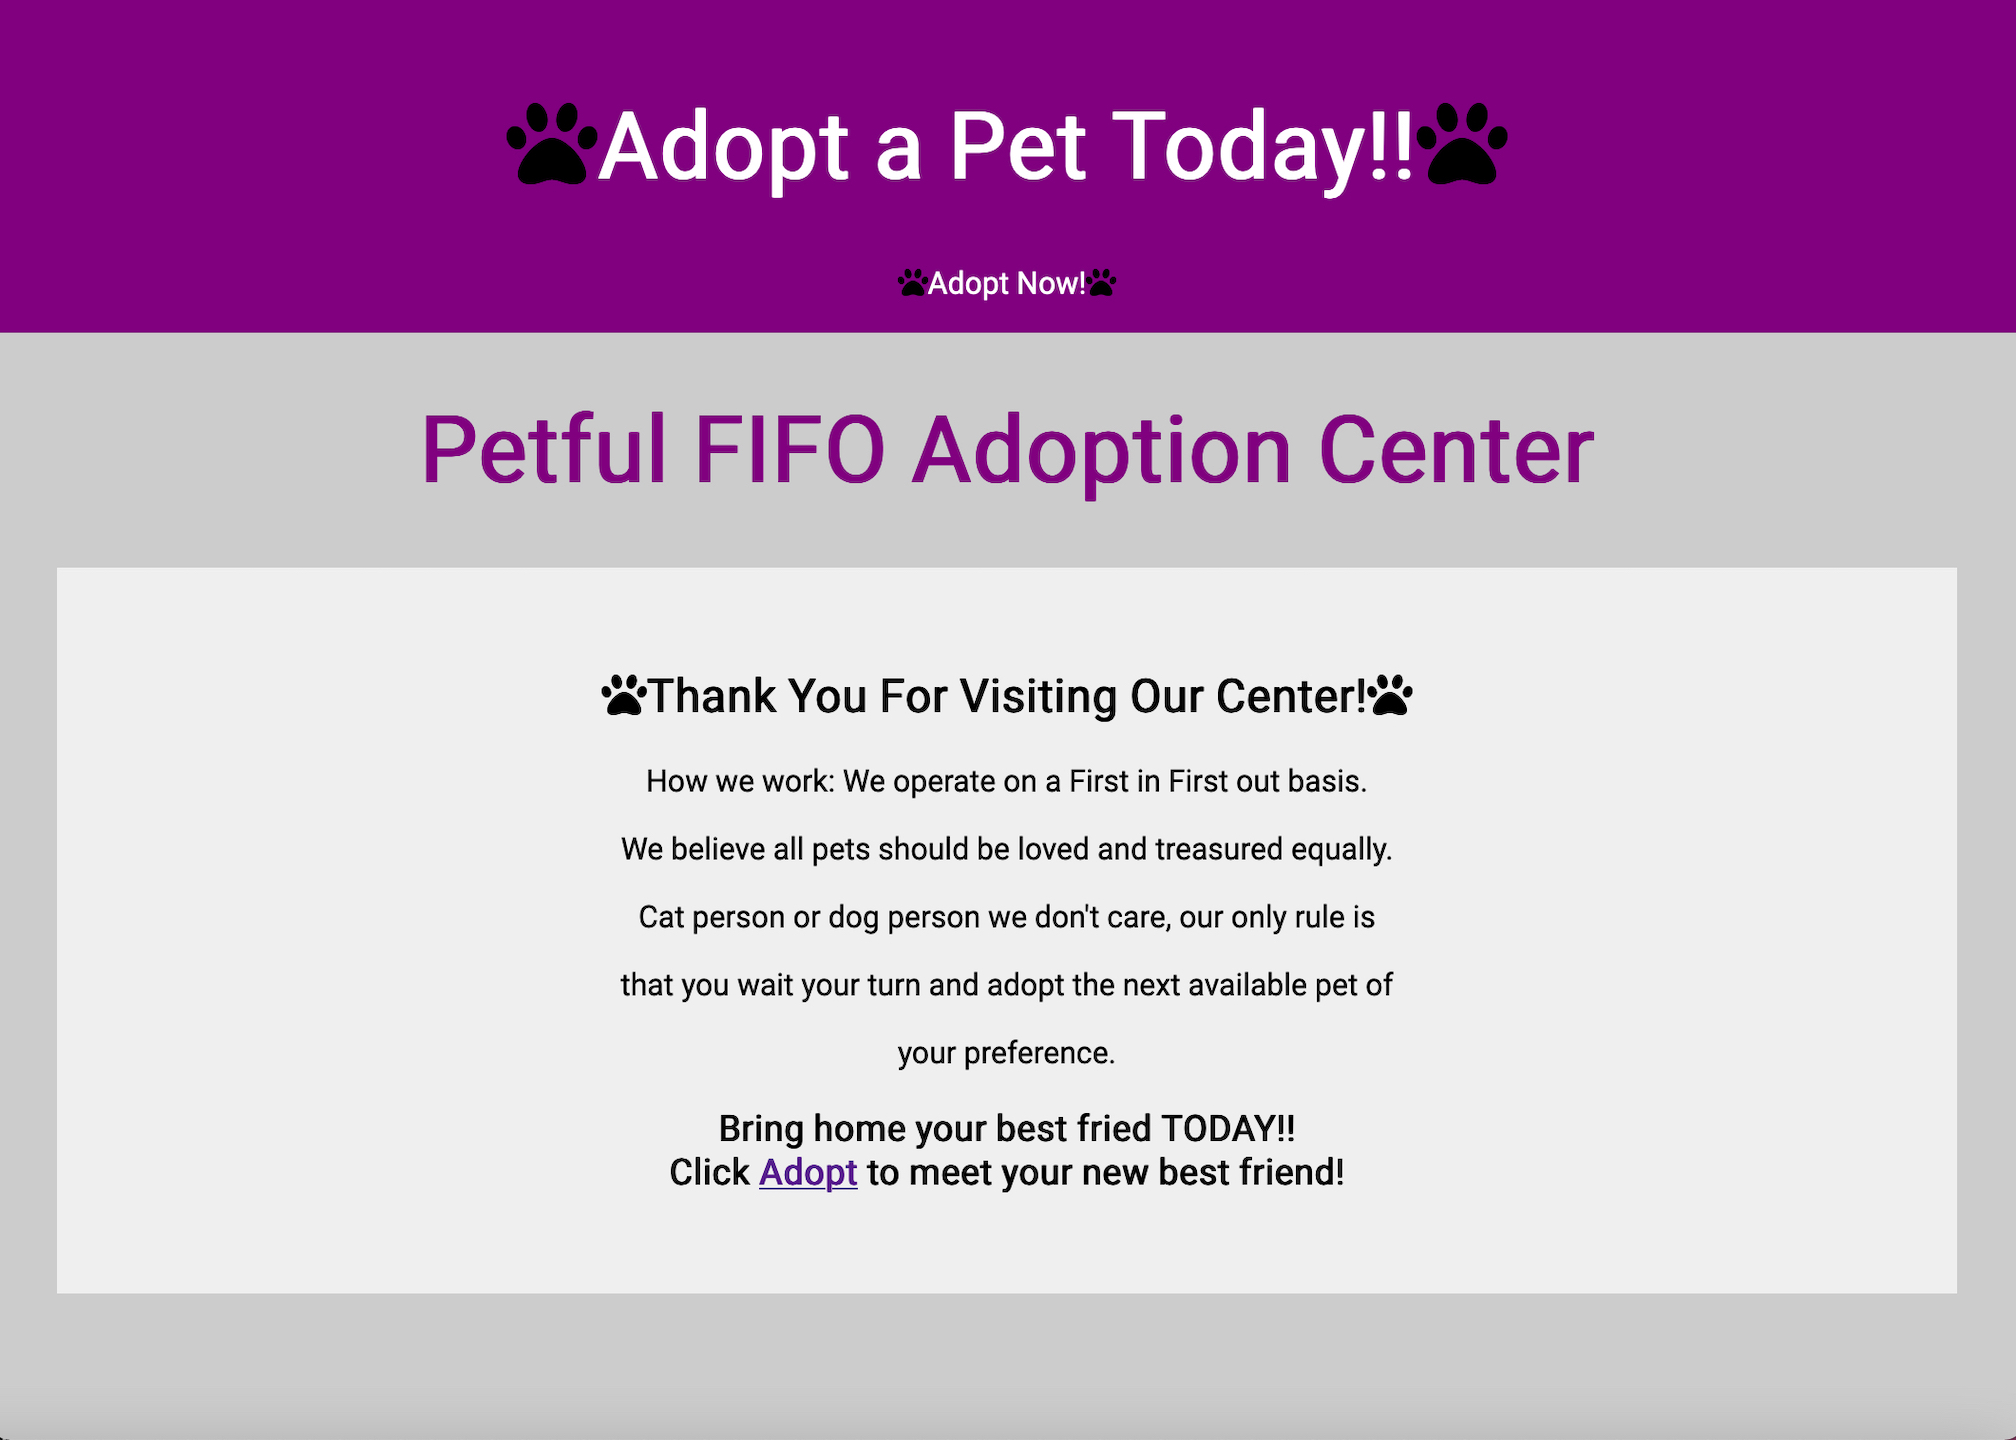 Adopt a Pet Today!!
Adopt Now!
Petful FIFO Adoption Center
Thank You For Visiting Our Center!
How we work: We operate on a First in First out basis.
We believe all pets should be loved and treasured equally.
Cat person or dog person we don't care, our only rule is
that you wait your turn and adopt the next available pet of
your preference.
Bring home your best fried TODAY!!
Click Adopt to meet your new best friend!